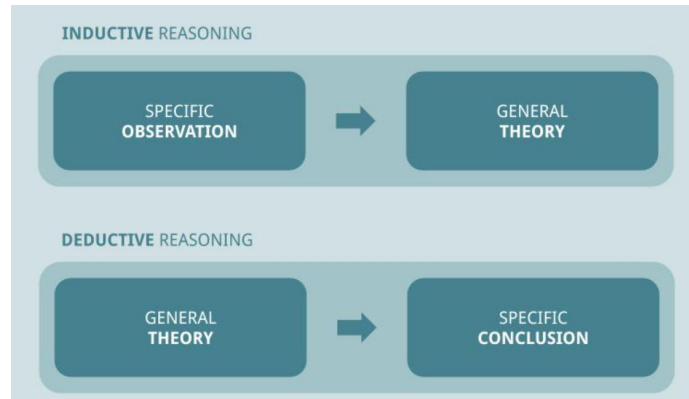 INDUCTIVE REASONING
SPECIFIC
OBSERVATION
GENERAL
THEORY
DEDUCTIVE REASONING
GENERAL
THEORY
SPECIFIC
CONCLUSION